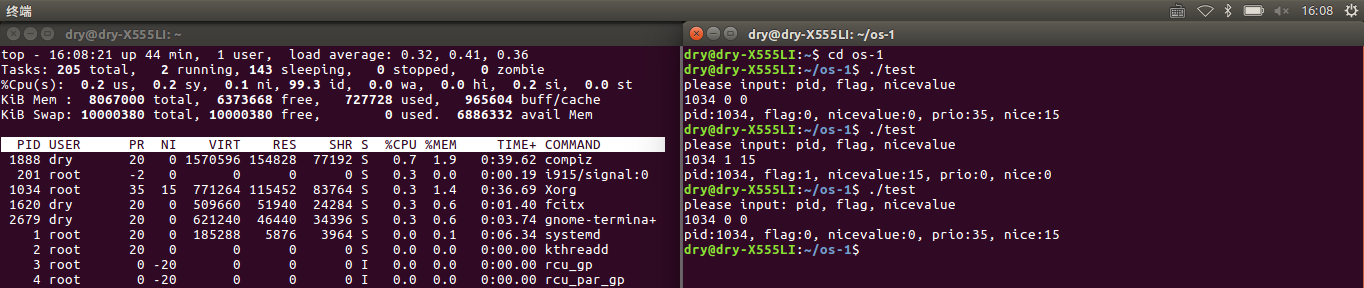 终端
16:08
dry@dry-X555LI: ~
top - 16:08:21 up 44 min,  1 user,  load average: 0.32, 0.41, 0.36
Tasks: 205 total,   2 running, 143 sleeping,   0 stopped,   0 zombie
%Cpu(s):  0.2 us,  0.2 sy,  0.1 ni, 99.3 id,  0.0 wa,  0.0 hi,  0.2 si,  0.0 st
KiB Mem :  8067000 total,  6373668 free,   727728 used,   965604 buff/cache
KiB Swap: 10000380 total, 10000380 free,        0 used.  6886332 avail Mem
PID USER      PR  NI    VIRT    RES    SHR S  %CPU %MEM     TIME+ COMMAND
1888 dry       20   0 1570596 154828  77192 S   0.7  1.9   0:39.62 compiz
201 root      -2   0       0      0      0 S   0.3  0.0   0:00.19 i915/signal:0
1034 root      35  15  771264 115452  83764 S   0.3  1.4   0:36.69 Xorg
1620 dry       20   0  509660  51940  24284 S   0.3  0.6   0:01.40 fcitx
2679 dry       20   0  621240  46440  34396 S   0.3  0.6   0:03.74 gnome-termina+
1 root      20   0  185288   5876   3964 S   0.0  0.1   0:06.34 systemd
2 root      20   0       0      0      0 S   0.0  0.0   0:00.00 kthreadd
3 root       0 -20       0      0      0 I   0.0  0.0   0:00.00 rcu_gp
4 root       0 -20       0      0      0 I   0.0  0.0   0:00.00 rcu_par_gp
dry@dry-X555LI: ~/os-1
dry@dry-X555LI:~$ cd os-1
dry@dry-X555LI:~/os-1$ ./test
please input: pid, flag, nicevalue
1034 0 0
pid:1034, flag:0, nicevalue:0, prio:35, nice:15
dry@dry-X555LI:~/os-1$ ./test
please input: pid, flag, nicevalue
1034 1 15
pid:1034, flag:1, nicevalue:15, prio:0, nice:0
dry@dry-X555LI:~/os-1$ ./test
please input: pid, flag, nicevalue
1034 0 0
pid:1034, flag:0, nicevalue:0, prio:35, nice:15
dry@dry-X555LI:~/os-1$